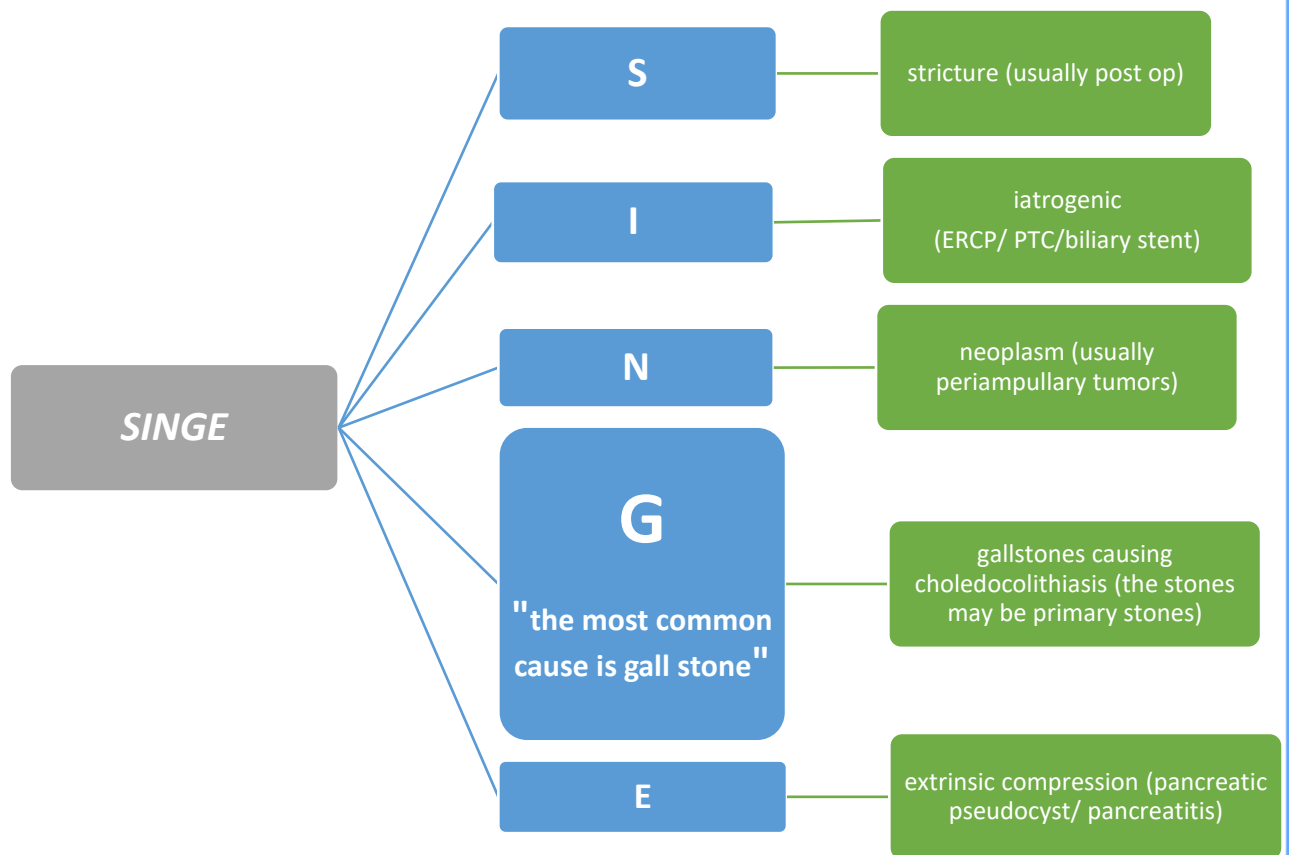 SINGE
S
stricture (usually post op)
I
iatrogenic
(ERCP/ PTC/biliary stent)
N
neoplasm (usually
periampullary tumors)
G
"the most common
cause is gall stone"
gallstones causing
choledocolithiasis (the stones
may be primary stones)
E
extrinsic compression (pancreatic
pseudocyst/ pancreatitis)